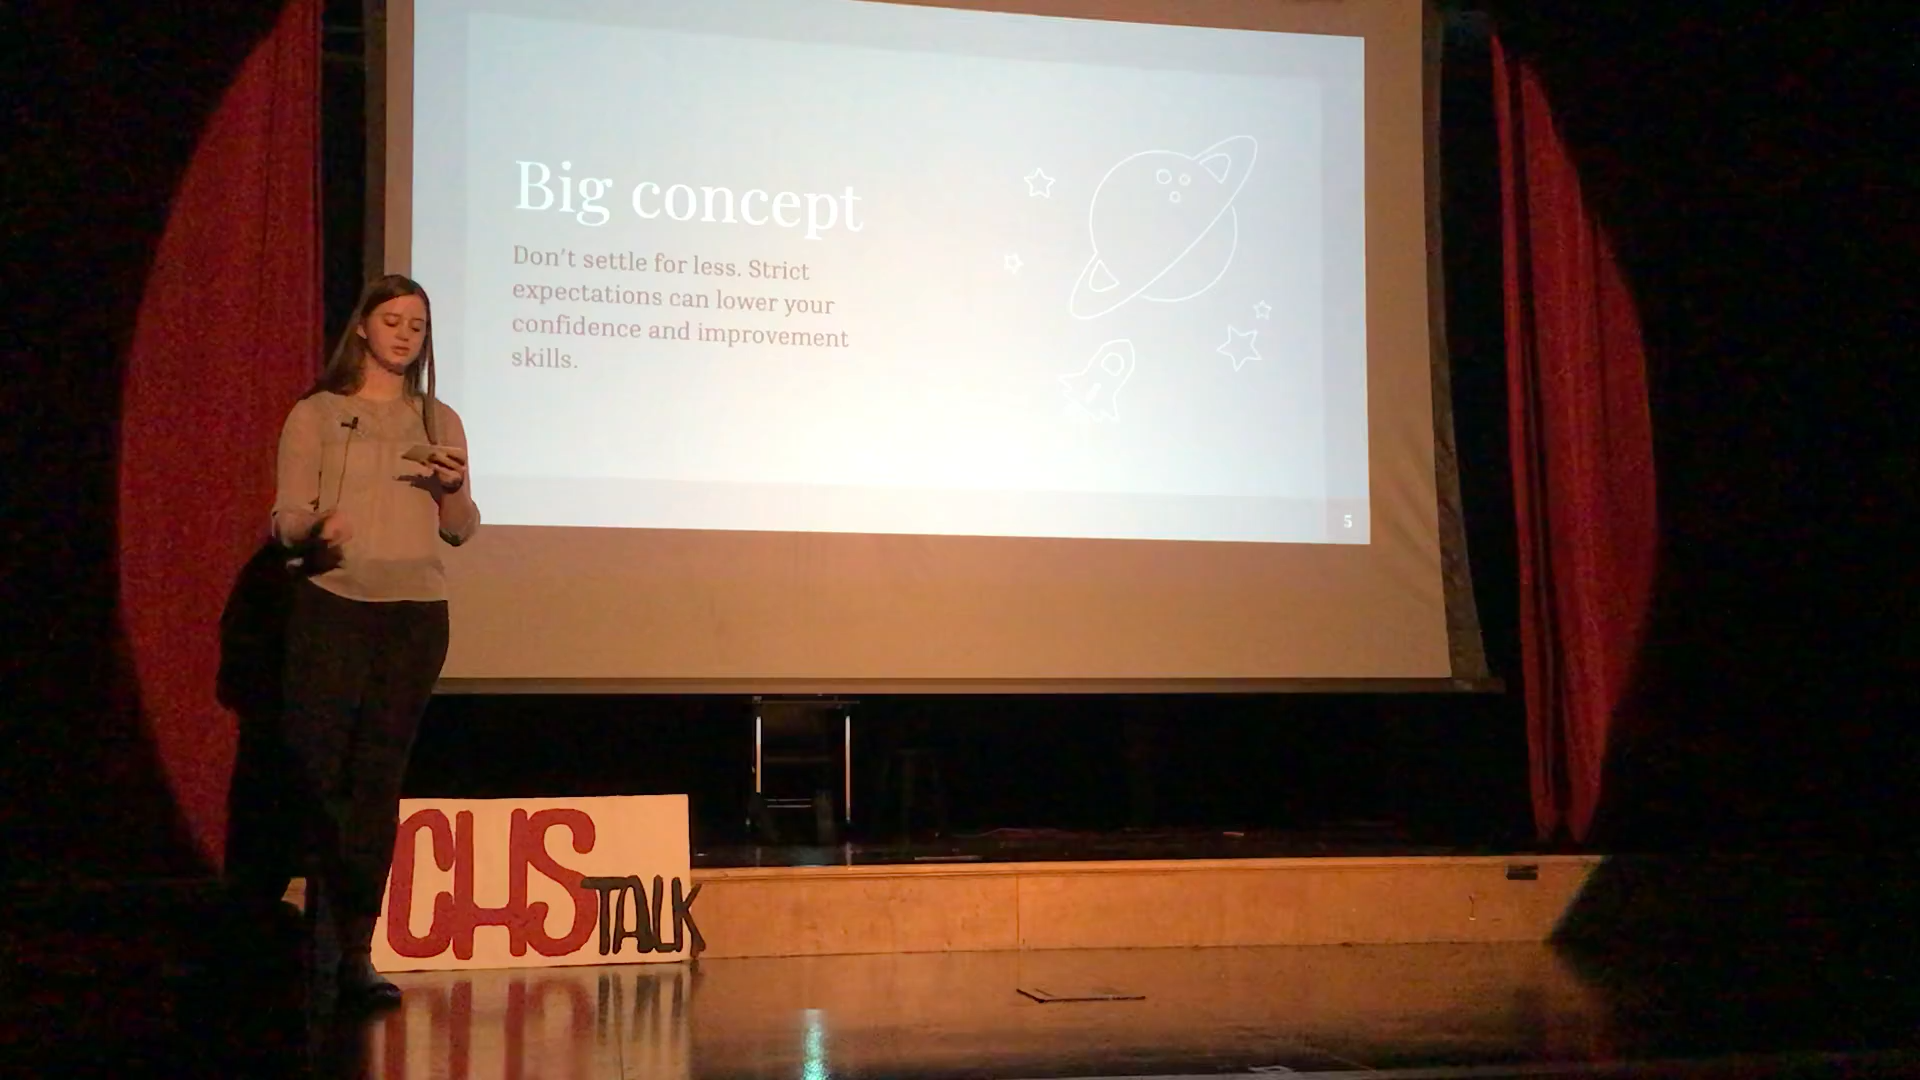 Big concept
Don't settle for less. Strict
expectations can lower your
confidence and improvement
skills.
5
CHS
TALK